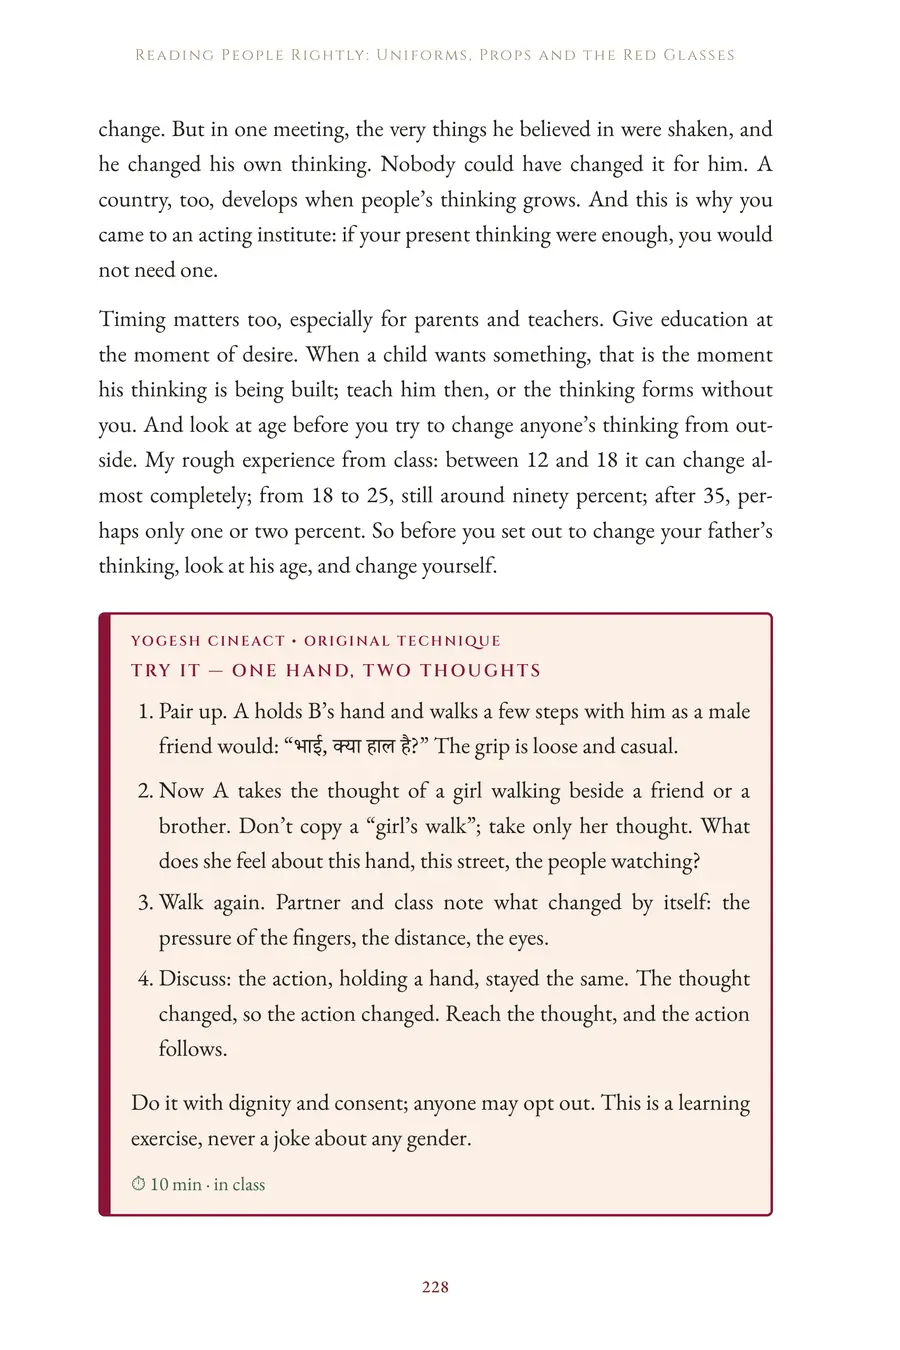 Reading People Rightly: Uniforms, Props and the Red Glasses
change. But in one meeting, the very things he believed in were shaken, and
he changed his own thinking. Nobody could have changed it for him. A
country, too, develops when people’s thinking grows. And this is why you
came to an acting institute: if your present thinking were enough, you would
not need one.
Timing matters too, especially for parents and teachers. Give education at
the moment of desire. When a child wants something, that is the moment
his thinking is being built; teach him then, or the thinking forms without
you. And look at age before you try to change anyone’s thinking from out-
side. My rough experience from class: between 12 and 18 it can change al-
most completely; from 18 to 25, still around ninety percent; after 35, per-
haps only one or two percent. So before you set out to change your father’s
thinking, look at his age, and change yourself.
YOGESH CINEACT • ORIGINAL TECHNIQUE
TRY IT — ONE HAND, TWO THOUGHTS
1. Pair up. A holds B’s hand and walks a few steps with him as a male
friend would: “भाई, क्या हाल है?” The grip is loose and casual.
2. Now A takes the thought of a girl walking beside a friend or a
brother. Don’t copy a “girl’s walk”; take only her thought. What
does she feel about this hand, this street, the people watching?
3. Walk again. Partner and class note what changed by itself: the
pressure of the fingers, the distance, the eyes.
4. Discuss: the action, holding a hand, stayed the same. The thought
changed, so the action changed. Reach the thought, and the action
follows.
Do it with dignity and consent; anyone may opt out. This is a learning
exercise, never a joke about any gender.
⏱ 10 min · in class
228